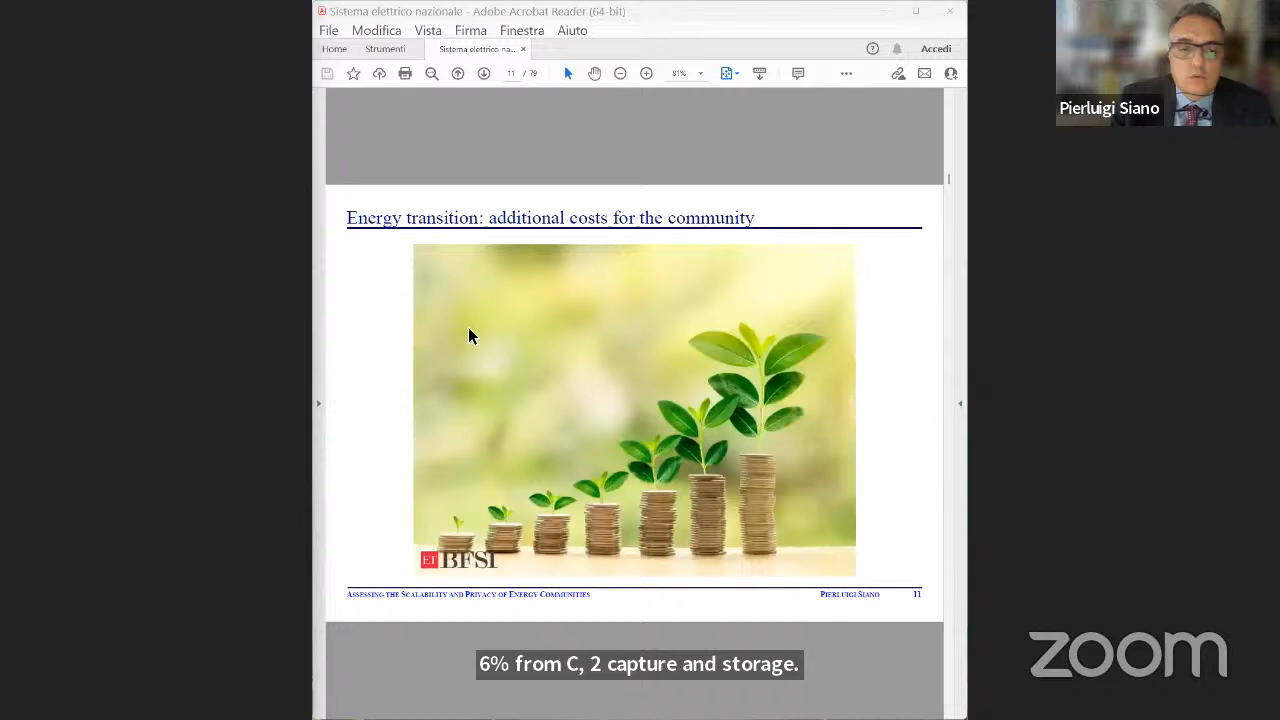 Sistema elettrico nazionale - Adobe Acrobat Reader (64-bit)
File Modifica Vista Firma Finestra Aiuto
Home Strumenti Sistema elettrico na... × Accedi
11 / 79 81%
Pierluigi Siano
Energy transition: additional costs for the community
ET BFSI
ASSESSING THE SCALABILITY AND PRIVACY OF ENERGY COMMUNITIES PIERLUIGI SIANO 11
6% from C, 2 capture and storage.
zoom